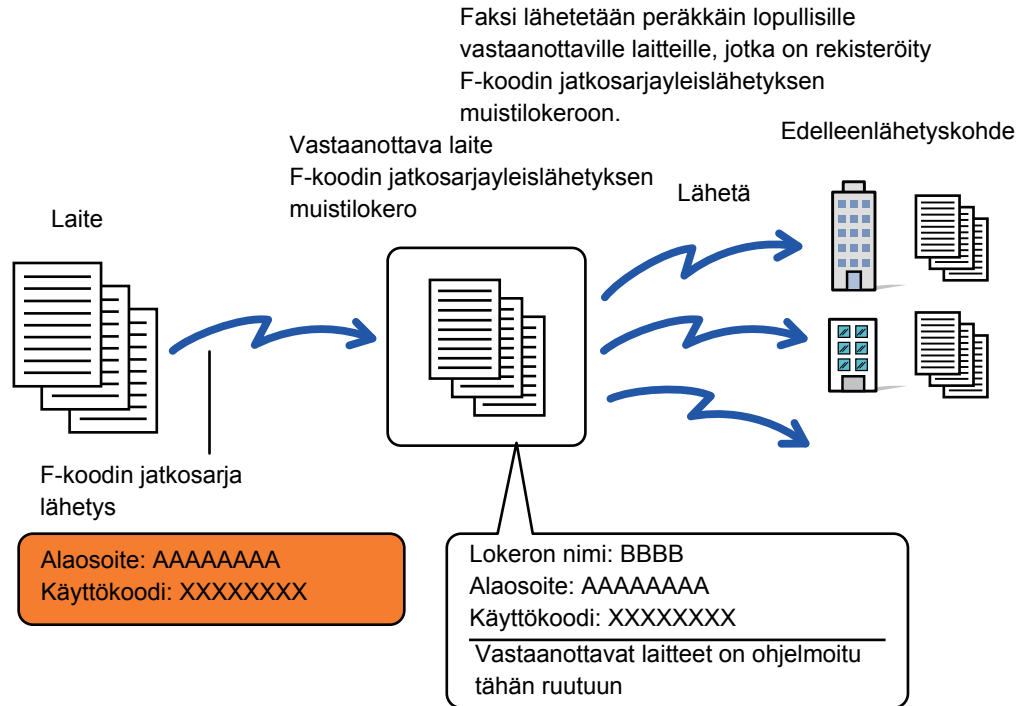 Faksi lähetetään peräkkäin lopullisille
vastaanottaville laitteille, jotka on rekisteröity
F-koodin jatkosarjayleislähetyksen
muistilokeroon.
Edelleenlähetyskohde
Vastaanottava laite
F-koodin jatkosarjayleislähetyksen
muistilokero
Lähetä
Laite
F-koodin jatkosarja
lähetys
Alaosoite: AAAAAAAA
Käyttökoodi: XXXXXXXX
Lokeron nimi: BBBB
Alaosoite: AAAAAAAA
Käyttökoodi: XXXXXXXX
Vastaanottavat laitteet on ohjelmoitu
tähän ruutuun